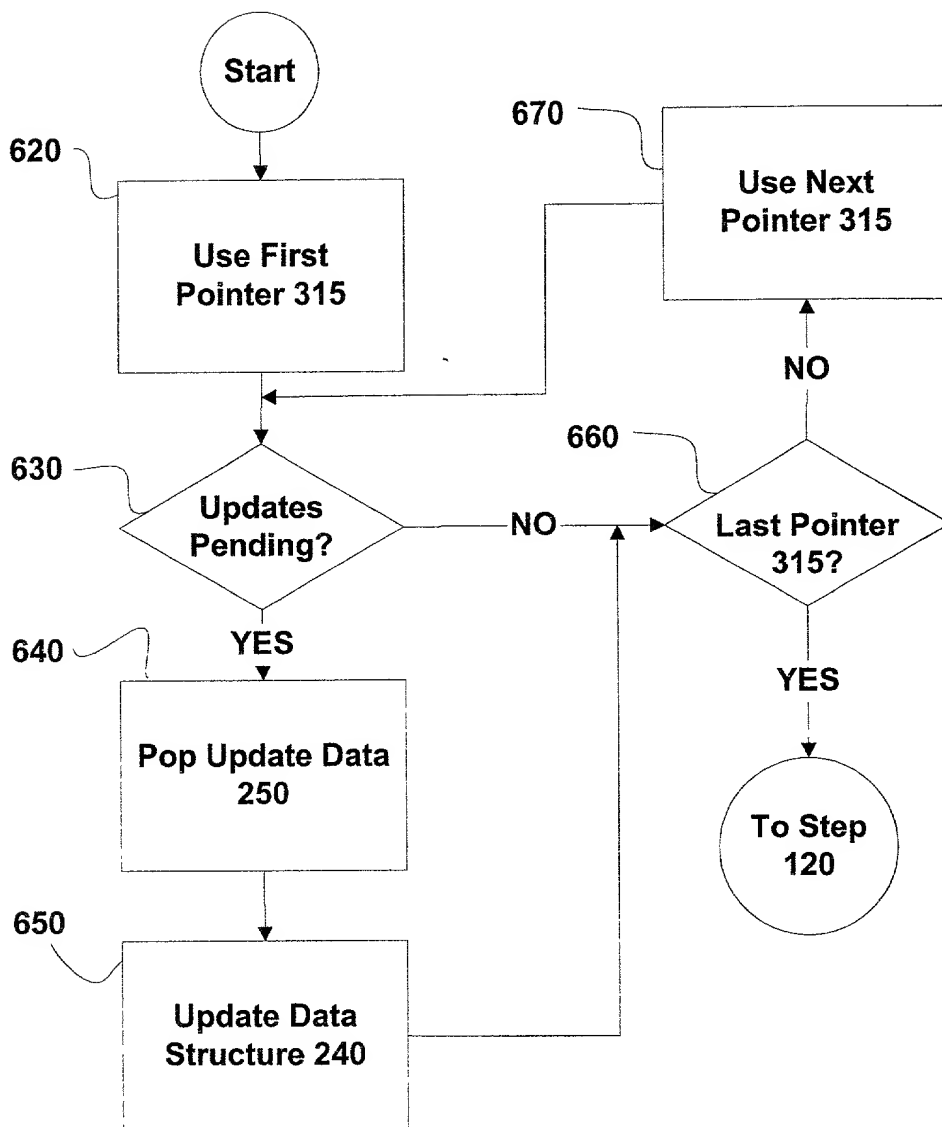 Start
620
Use First
Pointer 315
670
Use Next
Pointer 315
NO
630
Updates
Pending?
NO
660
Last Pointer
315?
YES
640
Pop Update Data
250
YES
To Step
120
650
Update Data
Structure 240